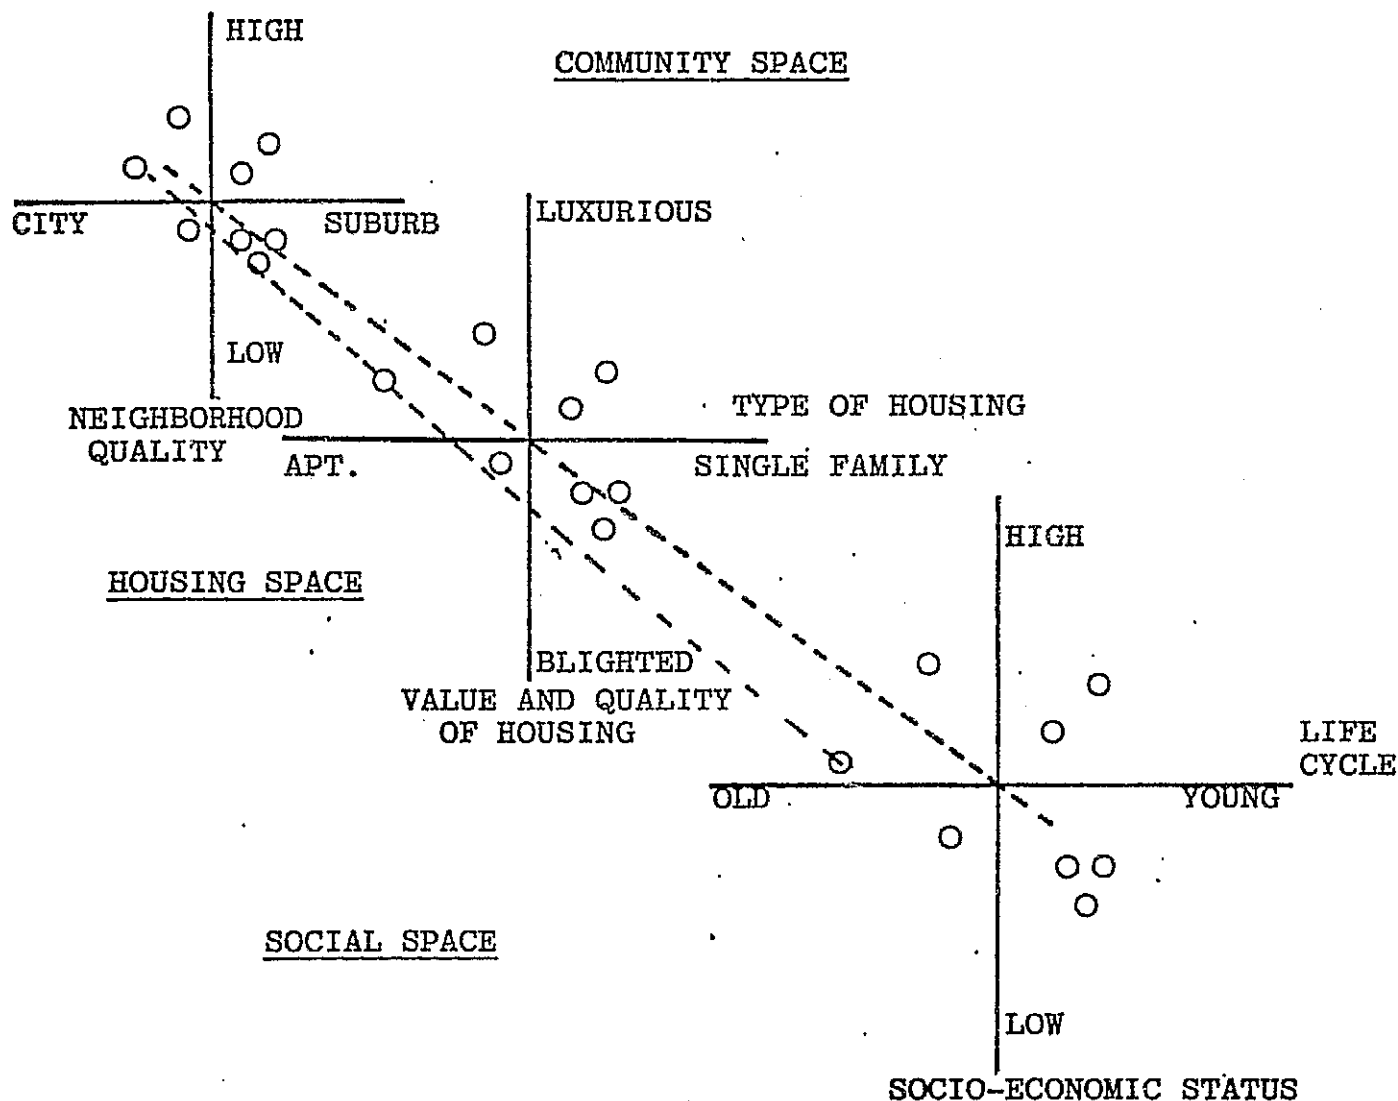 HIGH
COMMUNITY SPACE
CITY
SUBURB
LUXURIOUS
LOW
NEIGHBORHOOD
QUALITY
TYPE OF HOUSING
APT.
SINGLE FAMILY
HIGH
HOUSING SPACE
BLIGHTED
VALUE AND QUALITY
OF HOUSING
LIFE
CYCLE
OLD
YOUNG
SOCIAL SPACE
LOW
SOCIO-ECONOMIC STATUS